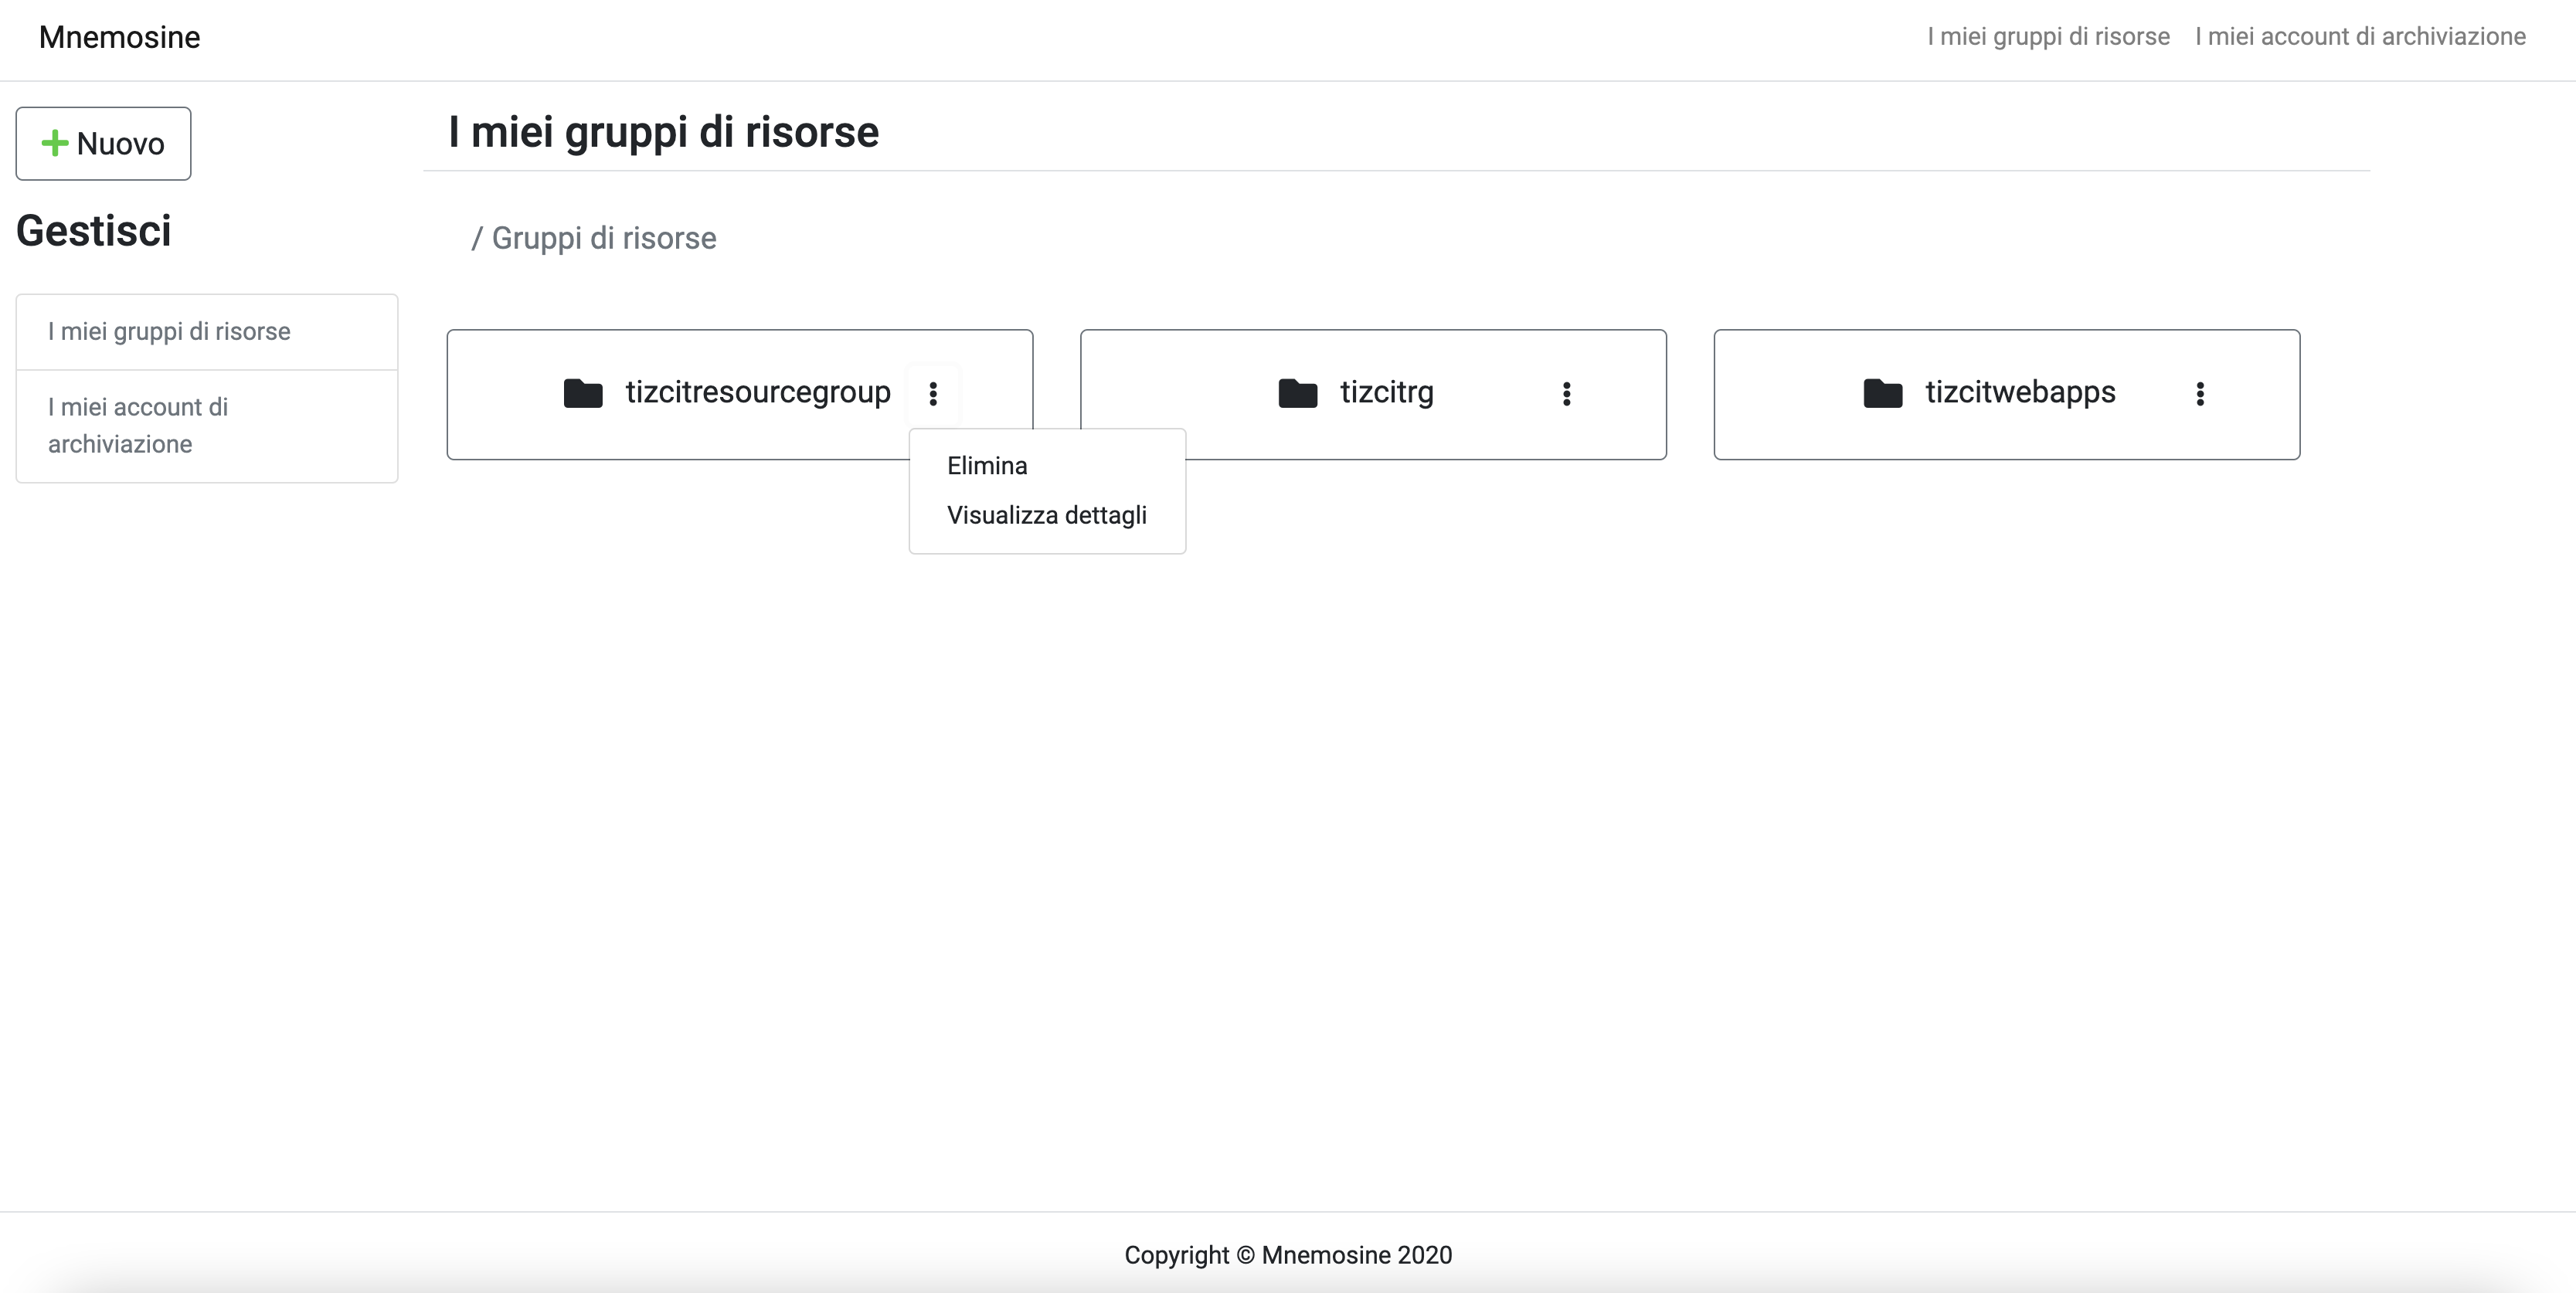 Mnemosine
I miei gruppi di risorse
I miei account di archiviazione
Nuovo
Gestisci
I miei gruppi di risorse
I miei account di
archiviazione
I miei gruppi di risorse
/ Gruppi di risorse
tizcitresourcegroup
tizcitrg
tizcitwebapps
Elimina
Visualizza dettagli
Copyright © Mnemosine 2020